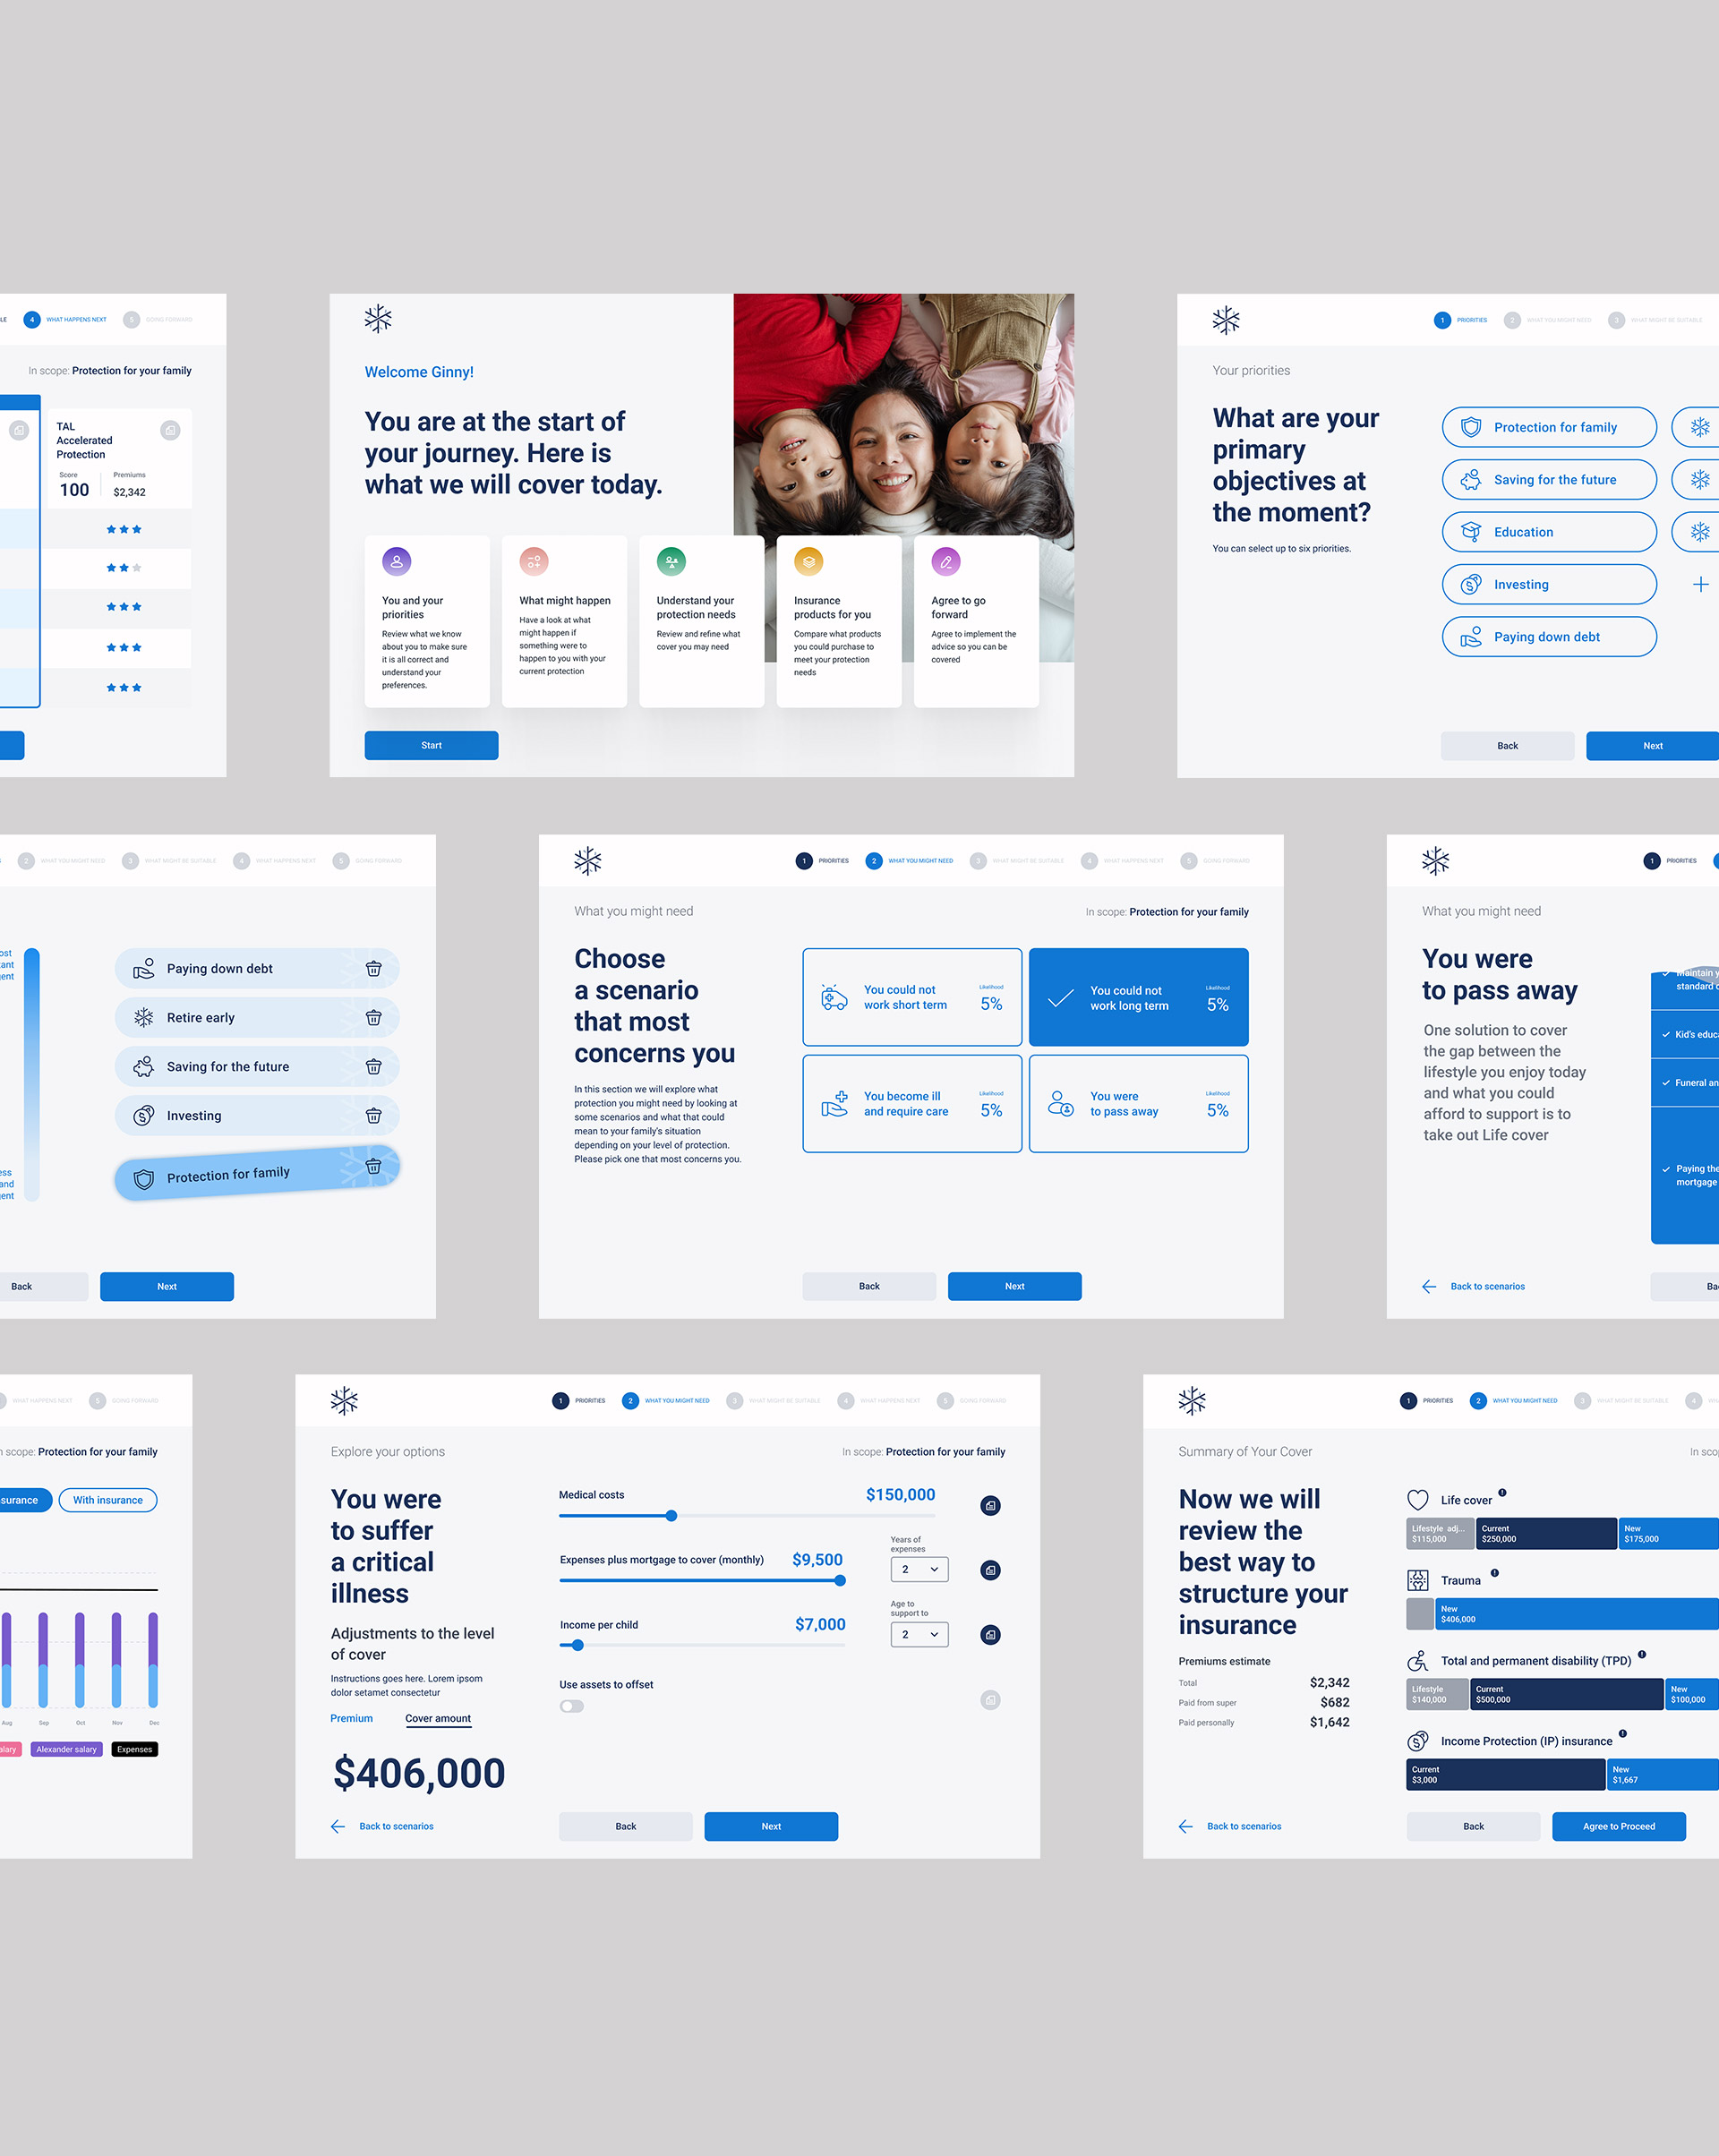 4 WHAT HAPPENS NEXT 5 GOING FORWARD
In scope: Protection for your family
TAL
Accelerated
Protection
Score Premiums
100 $2,342
Welcome Ginny!
You are at the start of
your journey. Here is
what we will cover today.
You and your
priorities
Review what we know
about you to make sure
it is all correct and
understand your
preferences.
What might happen
Have a look at what
might happen if
something were to
happen to you with your
current protection
Understand your
protection needs
Review and refine what
cover you may need
Insurance
products for you
Compare what products
you could purchase to
meet your protection
needs
Agree to go
forward
Agree to implement the
advice so you can be
covered
Start
1 PRIORITIES 2 WHAT YOU MIGHT NEED 3 WHAT MIGHT BE SUITABLE
Your priorities
What are your
primary
objectives at
the moment?
You can select up to six priorities.
Protection for family
Saving for the future
Education
Investing
Paying down debt
Back Next
2 WHAT YOU MIGHT NEED 3 WHAT MIGHT BE SUITABLE 4 WHAT HAPPENS NEXT 5 GOING FORWARD
Paying down debt
Retire early
Saving for the future
Investing
Protection for family
and
Back Next
1 PRIORITIES 2 WHAT YOU MIGHT NEED 3 WHAT MIGHT BE SUITABLE 4 WHAT HAPPENS NEXT 5 GOING FORWARD
What you might need
In scope: Protection for your family
Choose
a scenario
that most
concerns you
In this section we will explore what
protection you might need by looking at
some scenarios and what that could
mean to your family's situation
depending on your level of protection.
Please pick one that most concerns you.
You could not
work short term
Likelihood
5%
You could not
work long term
Likelihood
5%
You become ill
and require care
Likelihood
5%
You were
to pass away
Likelihood
5%
Back Next
1 PRIORITIES
What you might need
You were
to pass away
One solution to cover
the gap between the
lifestyle you enjoy today
and what you could
afford to support is to
take out Life cover
Maintain
standard
Kid's
Funeral
Paying the
mortgage
Back to scenarios
WHAT HAPPENS NEXT 5 GOING FORWARD
scope: Protection for your family
With insurance
Aug Sep Oct Nov Dec
Alexander salary Expenses
1 PRIORITIES 2 WHAT YOU MIGHT NEED 3 WHAT MIGHT BE SUITABLE 4 WHAT HAPPENS NEXT 5 GOING FORWARD
Explore your options
In scope: Protection for your family
You were
to suffer
a critical
illness
Adjustments to the level
of cover
Instructions goes here. Lorem ipsum
dolor setamet consectetur
Premium Cover amount
$406,000
Medical costs $150,000
Expenses plus mortgage to cover (monthly) $9,500
Years of
expenses
2
Income per child $7,000
Age to
support to
2
Use assets to offset
Back to scenarios
Back Next
1 PRIORITIES 2 WHAT YOU MIGHT NEED 3 WHAT MIGHT BE SUITABLE 4
Summary of Your Cover
In
Now we will
review the
best way to
structure your
insurance
Premiums estimate
Total $2,342
Paid from super $682
Paid personally $1,642
Life cover
Lifestyle adj... Current New
$115,000 $250,000 $175,000
Trauma
New
$406,000
Total and permanent disability (TPD)
Lifestyle Current New
$140,000 $500,000 $100,000
Income Protection (IP) insurance
Current New
$3,000 $1,667
Back to scenarios
Back Agree to Proceed